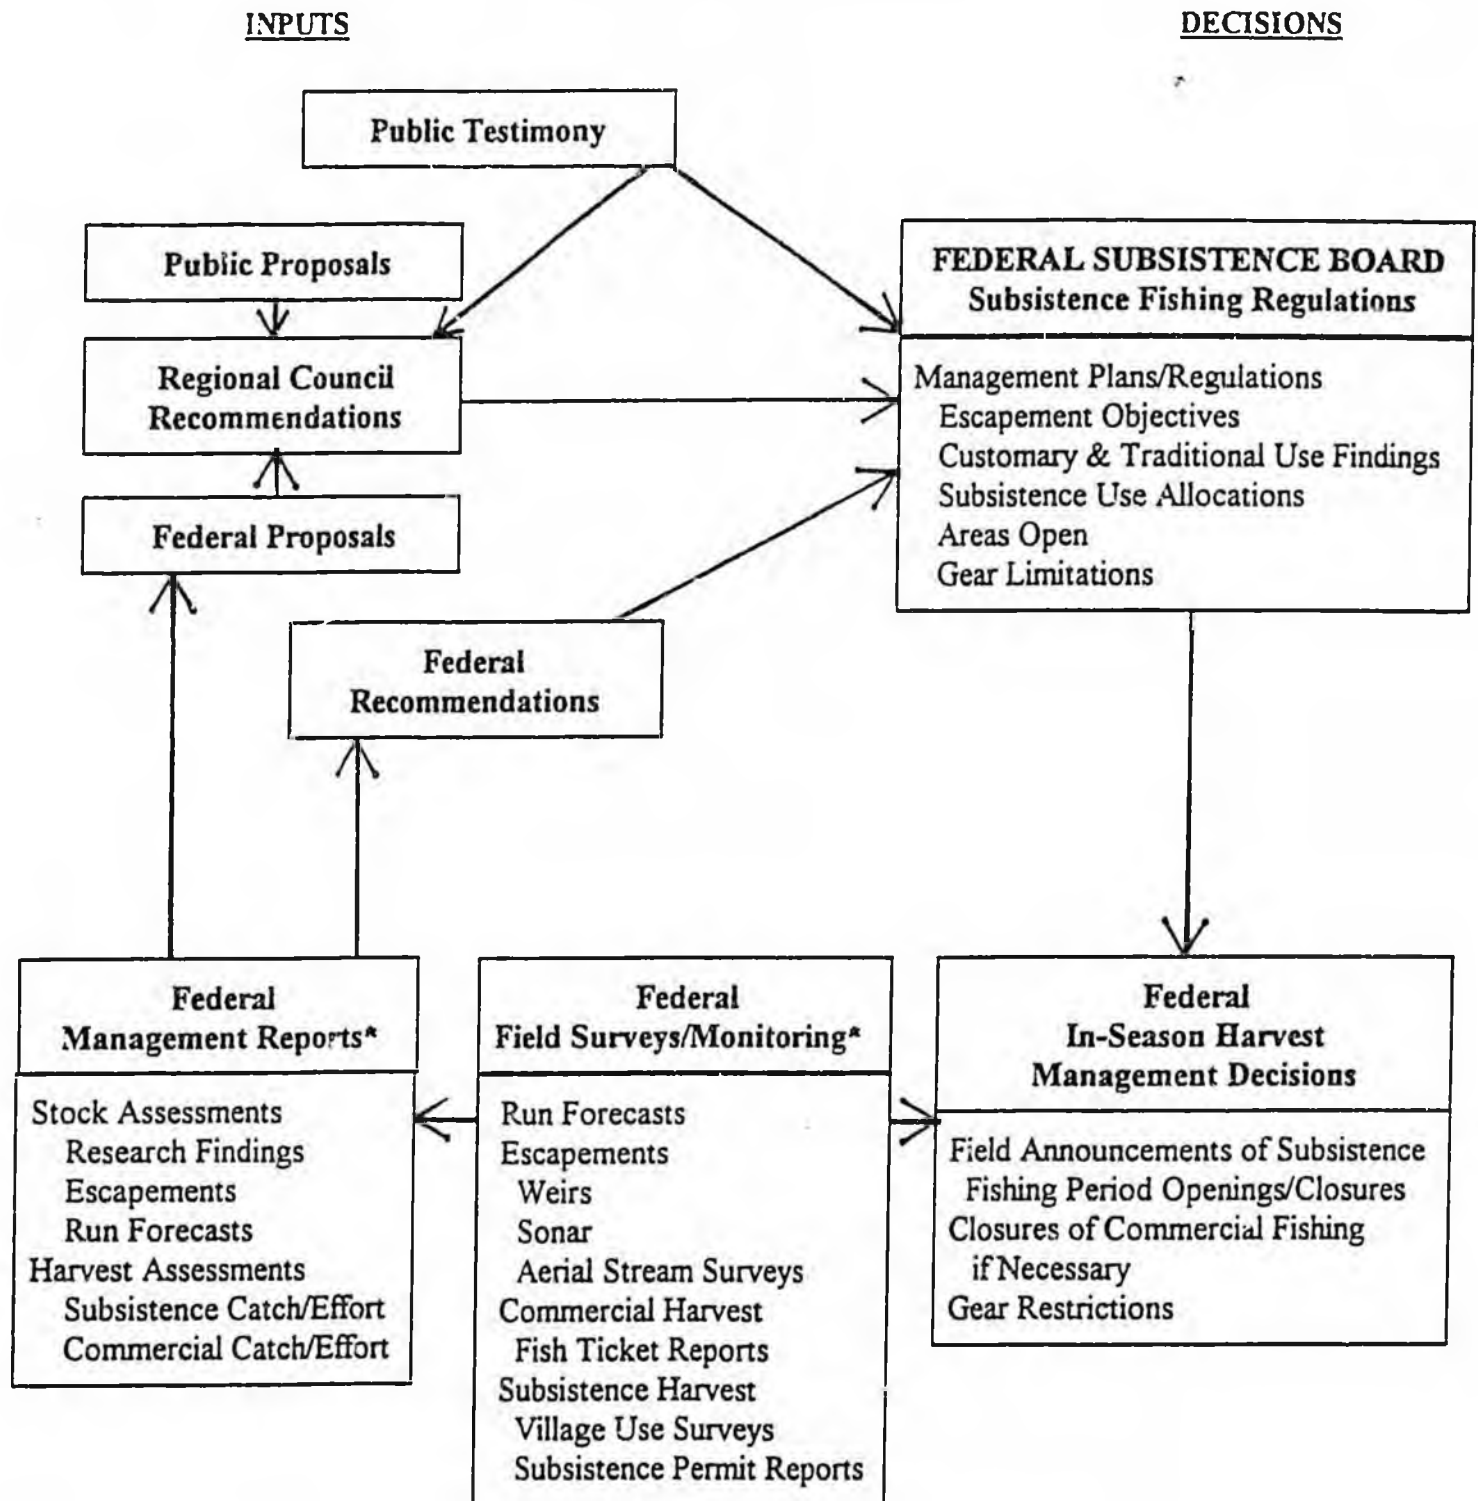 INPUTS
DECISIONS
Public Testimony
Public Proposals
Regional Council
Recommendations
Federal Proposals
Federal
Recommendations
FEDERAL SUBSISTENCE BOARD
Subsistence Fishing Regulations
Management Plans/Regulations
Escapement Objectives
Customary & Traditional Use Findings
Subsistence Use Allocations
Areas Open
Gear Limitations
Federal
Management Reports*
Stock Assessments
Research Findings
Escapements
Run Forecasts
Harvest Assessments
Subsistence Catch/Effort
Commercial Catch/Effort
Federal
Field Surveys/Monitoring*
Run Forecasts
Escapements
Weirs
Sonar
Aerial Stream Surveys
Commercial Harvest
Fish Ticket Reports
Subsistence Harvest
Village Use Surveys
Subsistence Permit Reports
Federal
In-Season Harvest
Management Decisions
Field Announcements of Subsistence
Fishing Period Openings/Closures
Closures of Commercial Fishing
if Necessary
Gear Restrictions